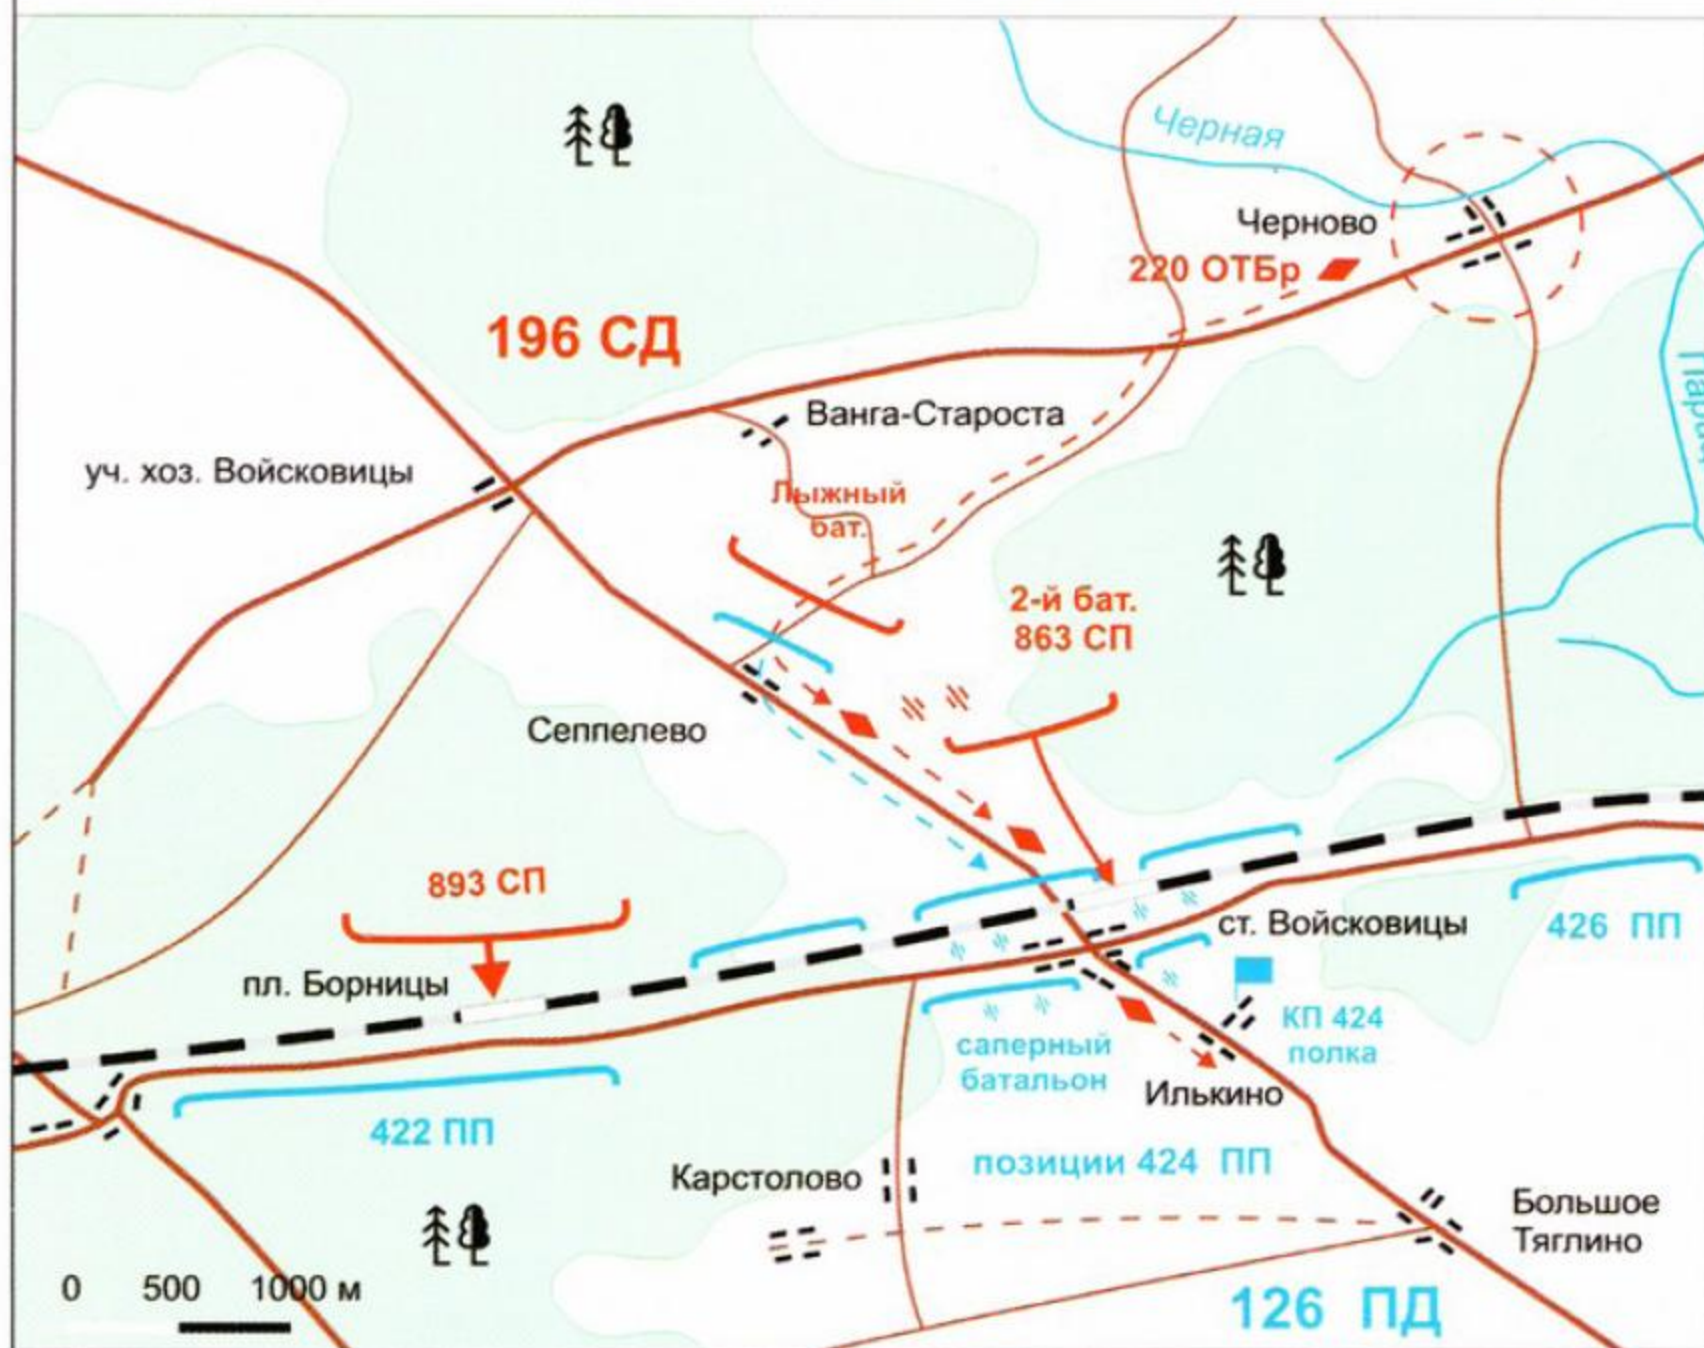 Черная
Черново
220 ОТБр
196 СД
Ванга-Староста
уч. хоз. Войсковицы
Лыжный
бат.
2-й бат.
863 СП
Сеппелево
893 СП
ст. Войсковицы
426 ПП
пл. Борницы
КП 424
полка
саперный
батальон
Илькино
422 ПП
позиции 424 ПП
Карстолово
Большое
Тяглино
0 500 1000 м
126 ПД